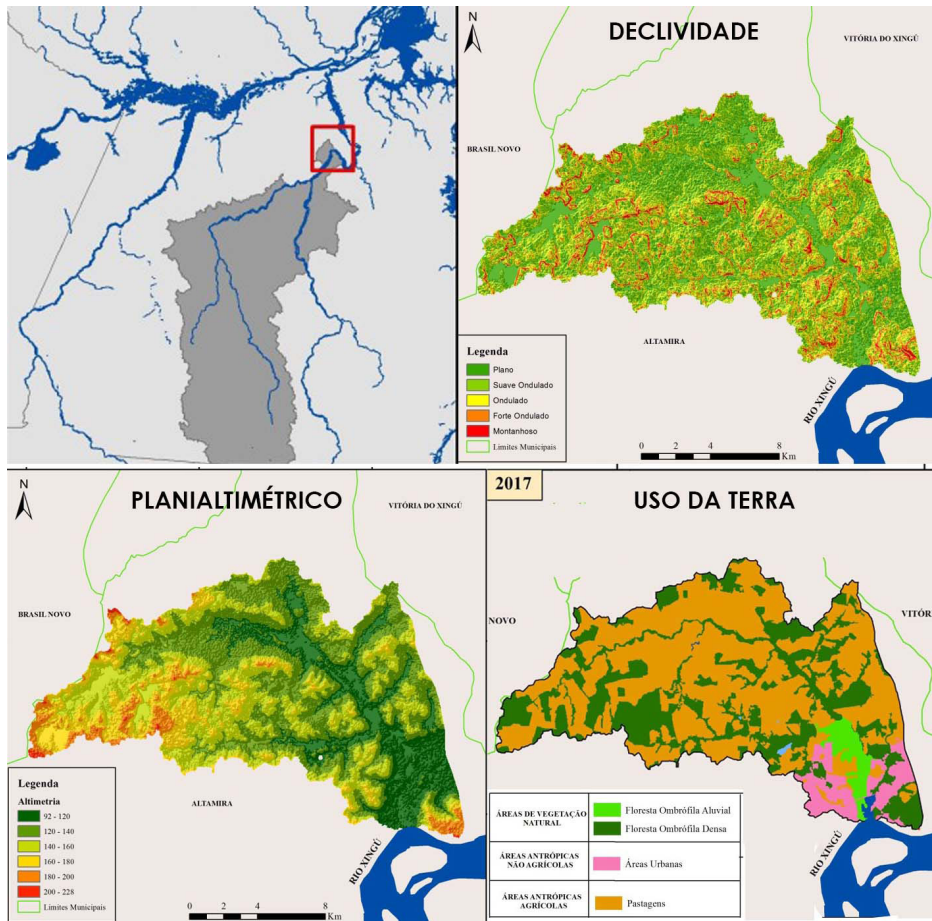 N
DECLIVIDADE
VITÓRIA DO XINGÚ
BRASIL NOVO
ALTAMIRA
RIO XINGÚ
Legenda
Plano
Suave Ondulado
Ondulado
Forte Ondulado
Montanhoso
Limites Municipais
0 2 4 8
Km
N
PLANIALTIMÉTRICO
VITÓRIA DO XINGÚ
BRASIL NOVO
ALTAMIRA
RIO XINGÚ
Legenda
Altimetria
92 - 120
120 - 140
140 - 160
160 - 180
180 - 200
200 - 228
Limites Municipais
0 2 4 8
Km
2017
USO DA TERRA
NOVO
VITÓR
RIO XINGÚ
ÁREAS DE VEGETAÇÃO
NATURAL
Floresta Ombrófila Aluvial
Floresta Ombrófila Densa
ÁREAS ANTRÓPICAS
NÃO AGRÍCOLAS
Áreas Urbanas
ÁREAS ANTRÓPICAS
AGRÍCOLAS
Pastagens